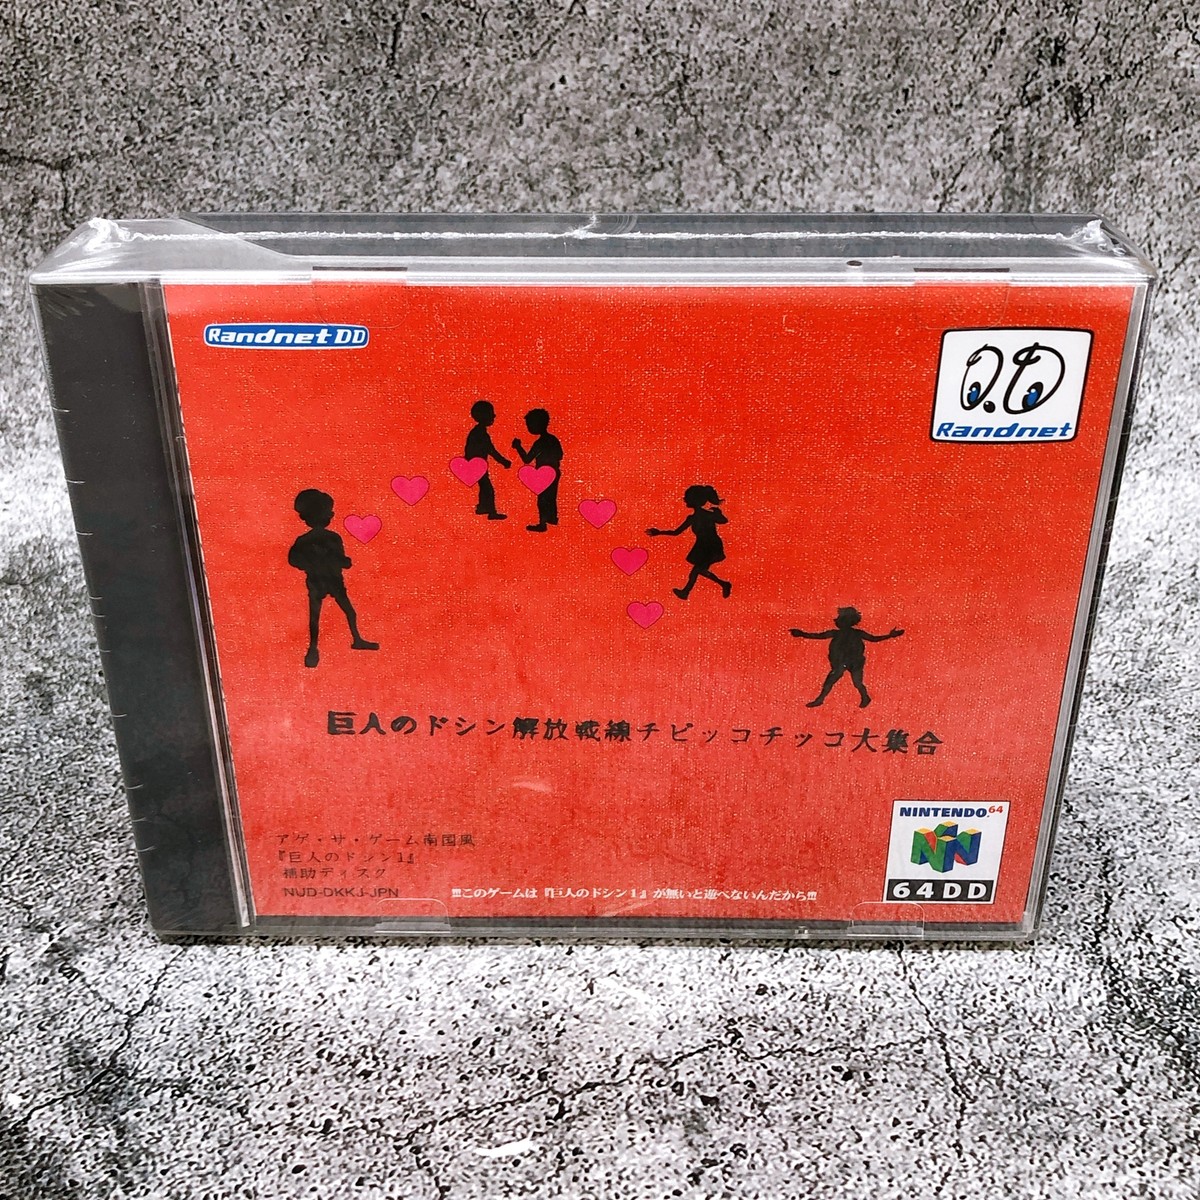 Randnet DD
Randnet
巨人のドシン解放戦線チビッコチッコ大集合
アゲ・サ・ゲーム南国風
『巨人のドシン1』
補助ディスク
NUD-DKKJ-JPN
!!!このゲームは『巨人のドシン1』が無いと遊べないんだから!!!
NINTENDO 64
64DD